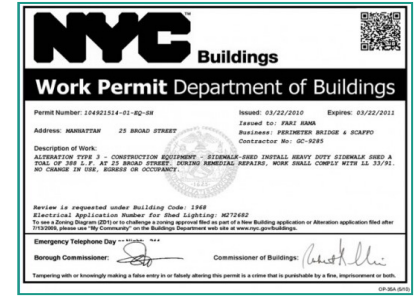 NYC™ Buildings
Work Permit Department of Buildings
Permit Number: 104921514-01-EQ-SH
Issued: 03/22/2010 Expires: 03/22/2011
Issued to: FARI HAMA
Address: MANHATTAN 25 BROAD STREET
Business: PERIMETER BRIDGE & SCAFFO
Contractor No: GC-9285
Description of Work:
ALTERATION TYPE 3 - CONSTRUCTION EQUIPMENT - SIDEWALK-SHED INSTALL HEAVY DUTY SIDEWALK SHED A
TOAL OF 388 L.F. AT 25 BROAD STREET. DURING REMEDIAL REPAIRS, WORK SHALL COMPLY WITH LL 33/91.
NO CHANGE IN USE, EGRESS OR OCCUPANCY.
Review is requested under Building Code: 1968
Electrical Application Number for Shed Lighting: M272682
To see a Zoning Diagram (ZD1) or to challenge a zoning approval filed as part of a New Building application or Alteration application filed after
7/13/2009, please use "My Community" on the Buildings Department web site at www.nyc.gov/buildings.
Emergency Telephone Day
Borough Commissioner:
Commissioner of Buildings:
Tampering with or knowingly making a false entry in or falsely altering this permit is a crime that is punishable by a fine, imprisonment or both.